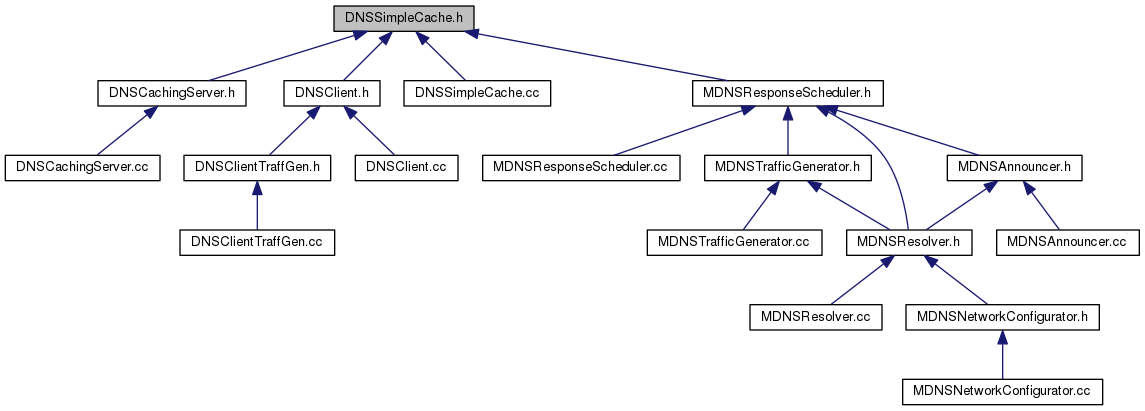 DNSSimpleCache.h
DNSCachingServer.h
DNSClient.h
DNSSimpleCache.cc
MDNSResponseScheduler.h
DNSCachingServer.cc
DNSClientTraffGen.h
DNSClient.cc
MDNSResponseScheduler.cc
MDNSTrafficGenerator.h
MDNSAnnouncer.h
DNSClientTraffGen.cc
MDNSTrafficGenerator.cc
MDNSResolver.h
MDNSAnnouncer.cc
MDNSResolver.cc
MDNSNetworkConfigurator.h
MDNSNetworkConfigurator.cc